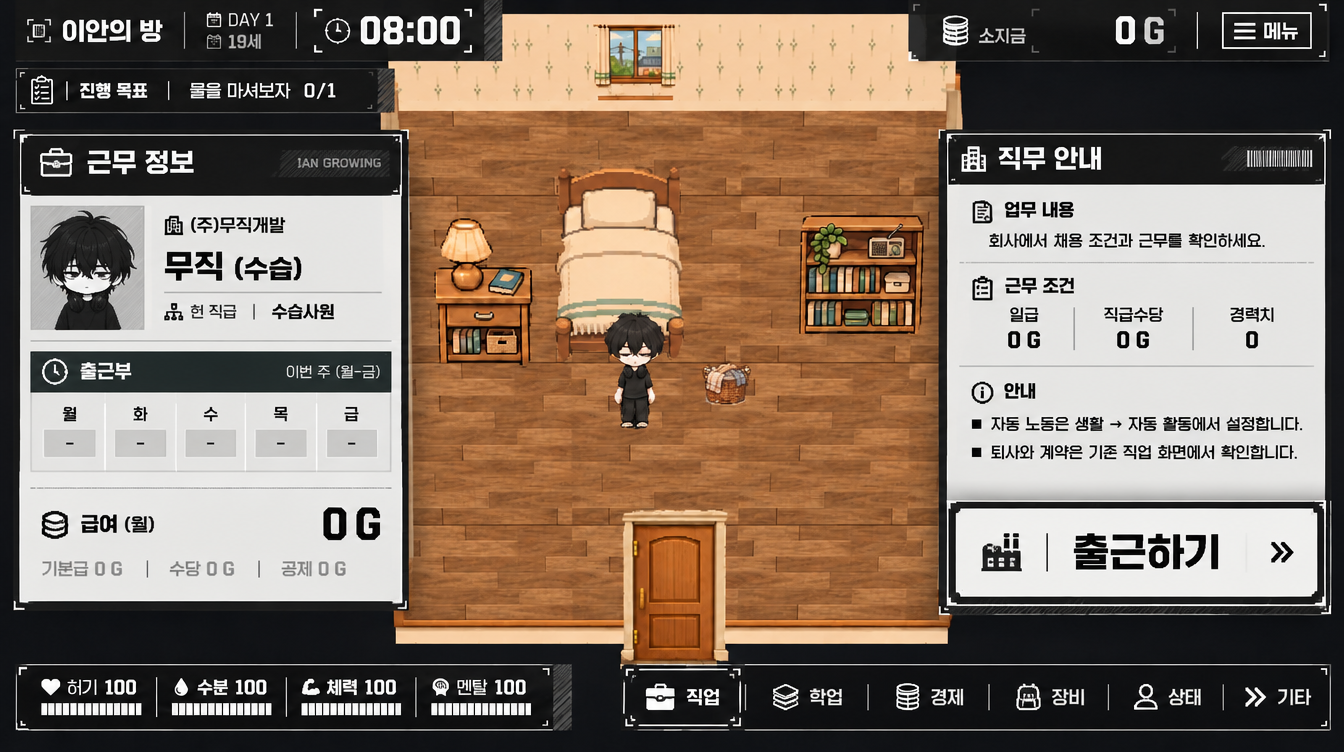 이안의 방
DAY 1
19세
08:00
소지금
0 G
메뉴
진행 목표
물을 마셔보자 0/1
근무 정보
IAN GROWING
(주)무직개발
무직 (수습)
현 직급
수습사원
출근부
이번 주 (월-금)
월 화 수 목 금
- - - - -
급여 (월)
0 G
기본급 0 G
수당 0 G
공제 0 G
직무 안내
업무 내용
회사에서 채용 조건과 근무를 확인하세요.
근무 조건
일급 직급수당 경력치
0 G 0 G 0
안내
■ 자동 노동은 생활 → 자동 활동에서 설정합니다.
■ 퇴사와 계약은 기존 직업 화면에서 확인합니다.
출근하기
허기 100
수분 100
체력 100
멘탈 100
직업
학업
경제
장비
상태
기타